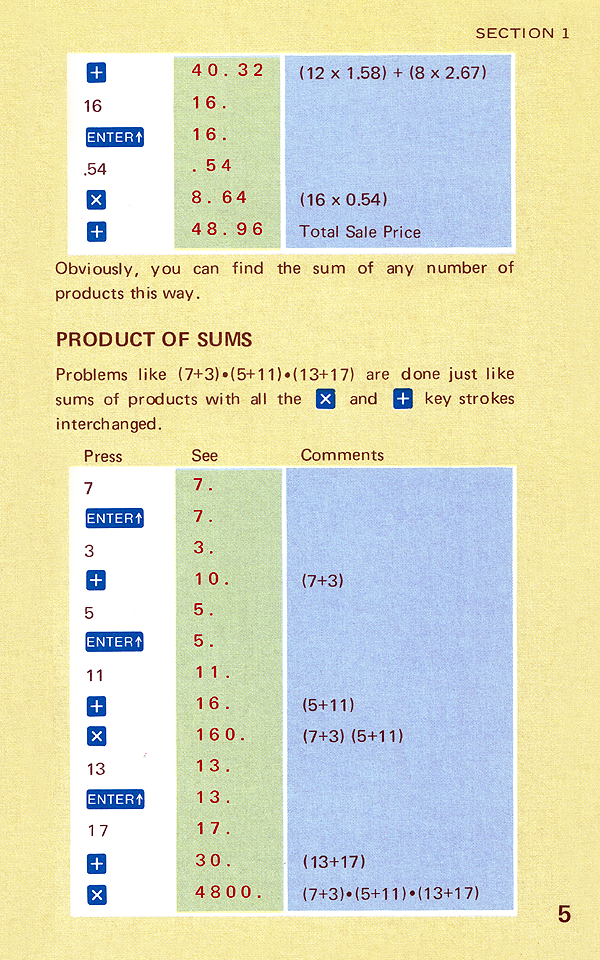 SECTION 1
+ 40.32 (12 x 1.58) + (8 x 2.67)
16 16.
ENTER↑ 16.
.54 .54
× 8.64 (16 x 0.54)
+ 48.96 Total Sale Price
Obviously, you can find the sum of any number of
products this way.
PRODUCT OF SUMS
Problems like (7+3)•(5+11)•(13+17) are done just like
sums of products with all the × and + key strokes
interchanged.
Press See Comments
7 7.
ENTER↑ 7.
3 3.
+ 10. (7+3)
5 5.
ENTER↑ 5.
11 11.
+ 16. (5+11)
× 160. (7+3) (5+11)
13 13.
ENTER↑ 13.
17 17.
+ 30. (13+17)
× 4800. (7+3)•(5+11)•(13+17)
5